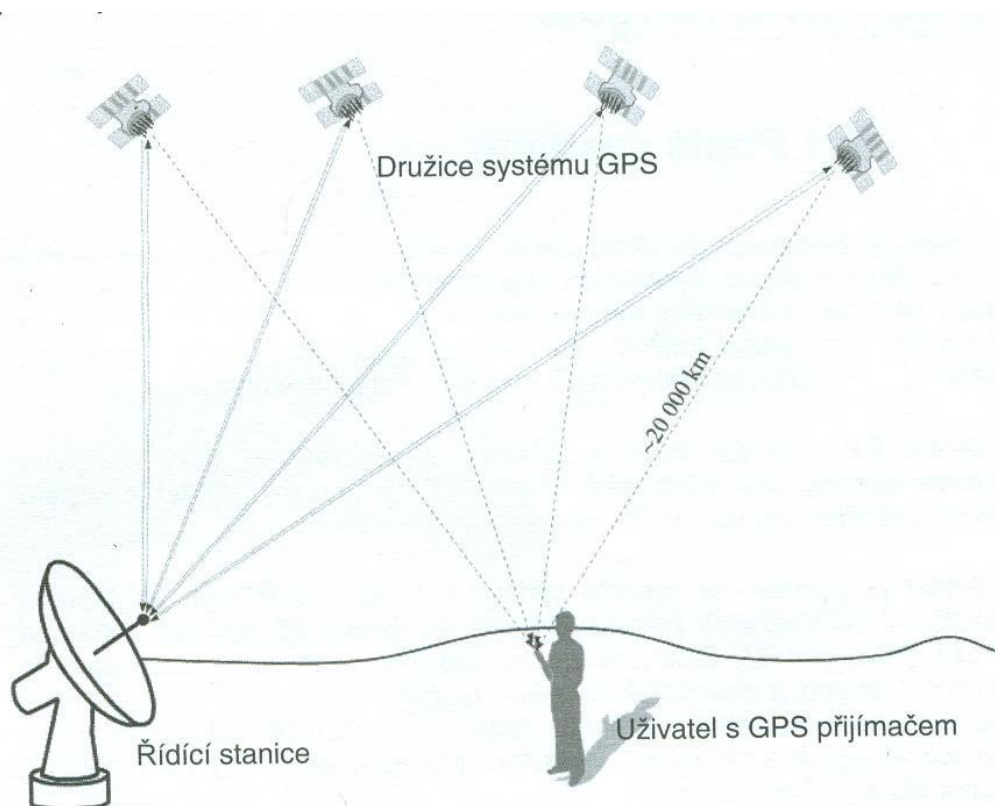 Družice systému GPS
~20 000 km
Uživatel s GPS přijímačem
Řídící stanice